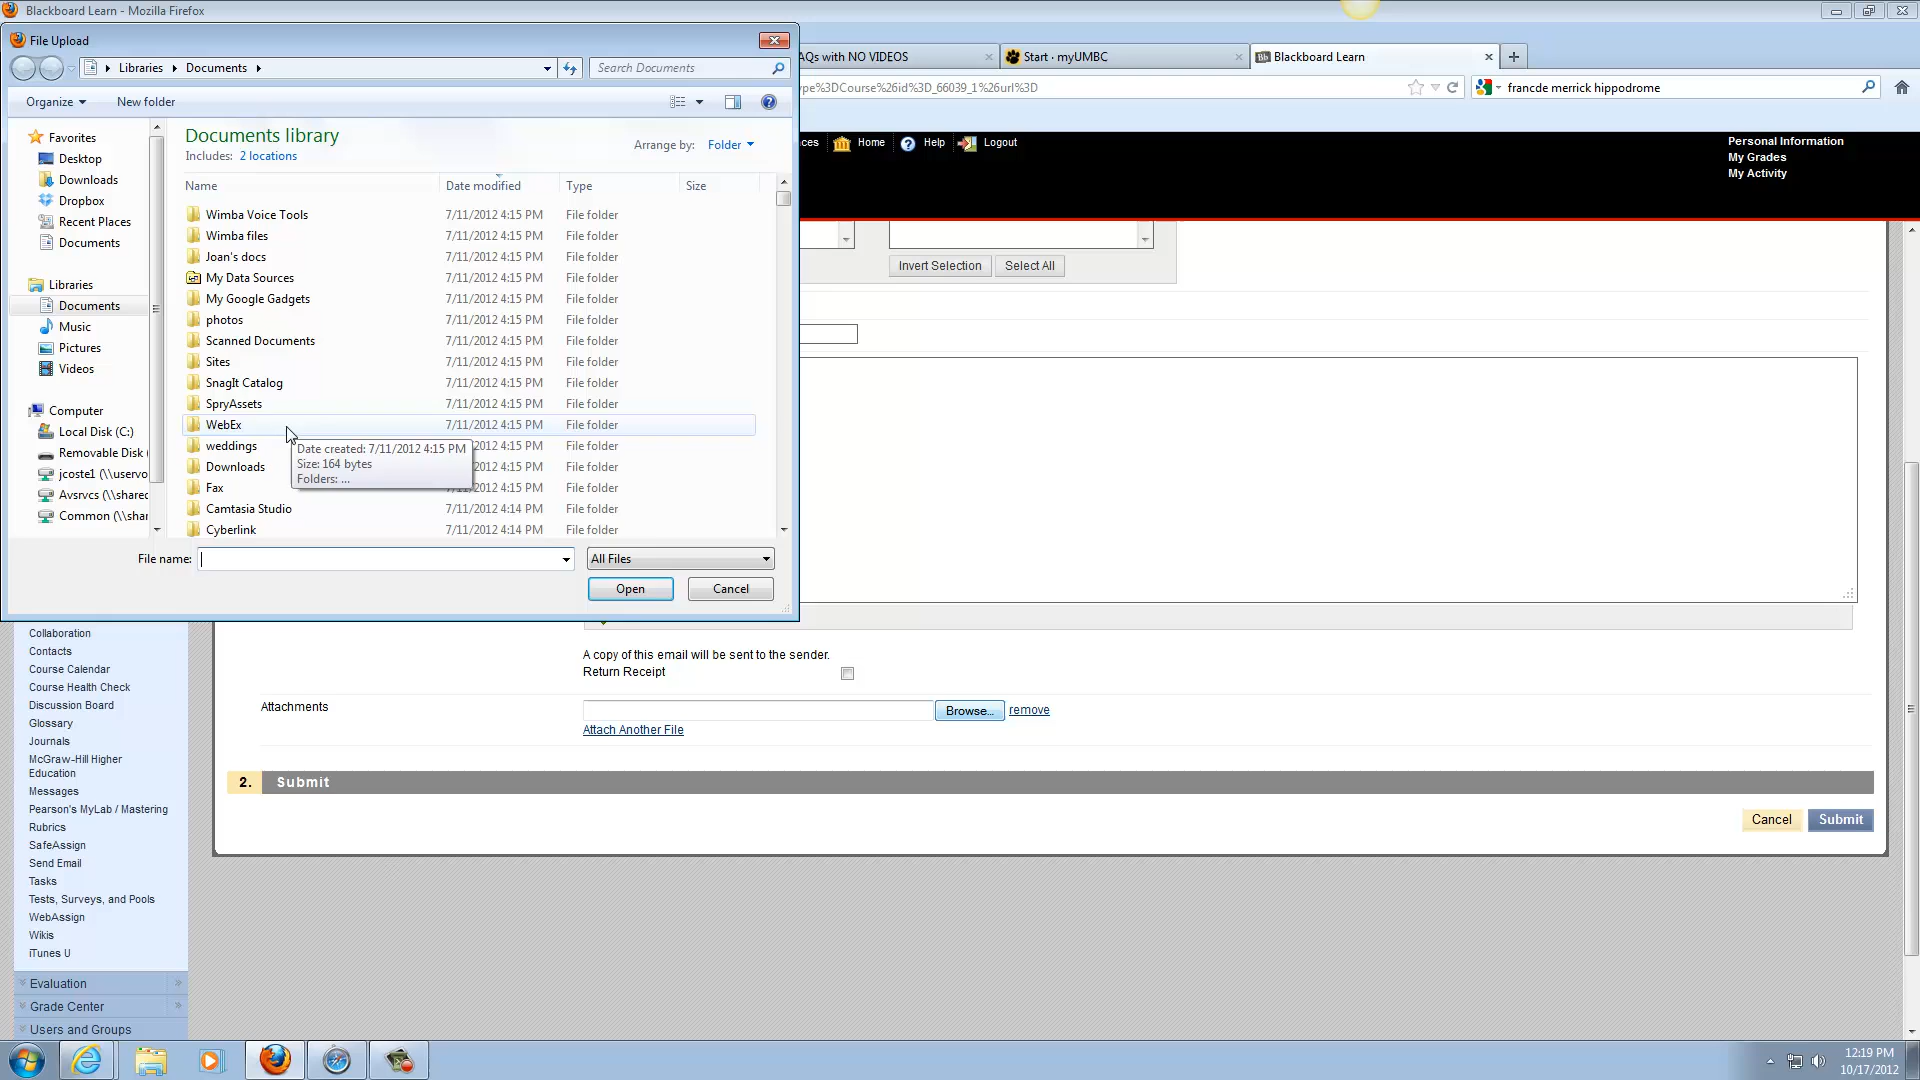 Blackboard Learn - Mozilla Firefox
File Upload
Libraries
Documents
Search Documents
Organize
New folder
Favorites
Desktop
Downloads
Dropbox
Recent Places
Documents
Libraries
Documents
Music
Pictures
Videos
Computer
Local Disk (C:)
Removable Disk
jcoste1 (\\uservo
Avsrvcs (\\sharec
Common (\\shar
Documents library
Includes: 2 locations
Arrange by: Folder
Name Date modified Type Size
Wimba Voice Tools 7/11/2012 4:15 PM File folder
Wimba files 7/11/2012 4:15 PM File folder
Joan's docs 7/11/2012 4:15 PM File folder
My Data Sources 7/11/2012 4:15 PM File folder
My Google Gadgets 7/11/2012 4:15 PM File folder
photos 7/11/2012 4:15 PM File folder
Scanned Documents 7/11/2012 4:15 PM File folder
Sites 7/11/2012 4:15 PM File folder
SnagIt Catalog 7/11/2012 4:15 PM File folder
SpryAssets 7/11/2012 4:15 PM File folder
WebEx 7/11/2012 4:15 PM File folder
weddings File folder
Downloads File folder
Fax 7/11/2012 4:15 PM File folder
Camtasia Studio 7/11/2012 4:14 PM File folder
Cyberlink 7/11/2012 4:14 PM File folder
Date created: 7/11/2012 4:15 PM
Size: 164 bytes
Folders: ...
File name:
All Files
Open
Cancel
AQs with NO VIDEOS
Start · myUMBC
Blackboard Learn
ype%3DCourse%26id%3D_66039_1%26url%3D
francde merrick hippodrome
ces
Home
Help
Logout
Personal Information
My Grades
My Activity
Invert Selection
Select All
A copy of this email will be sent to the sender.
Return Receipt
Attachments
Browse...
remove
Attach Another File
2. Submit
Cancel
Submit
Collaboration
Contacts
Course Calendar
Course Health Check
Discussion Board
Glossary
Journals
McGraw-Hill Higher
Education
Messages
Pearson's MyLab / Mastering
Rubrics
SafeAssign
Send Email
Tasks
Tests, Surveys, and Pools
WebAssign
Wikis
iTunes U
Evaluation
Grade Center
Users and Groups
12:19 PM
10/17/2012